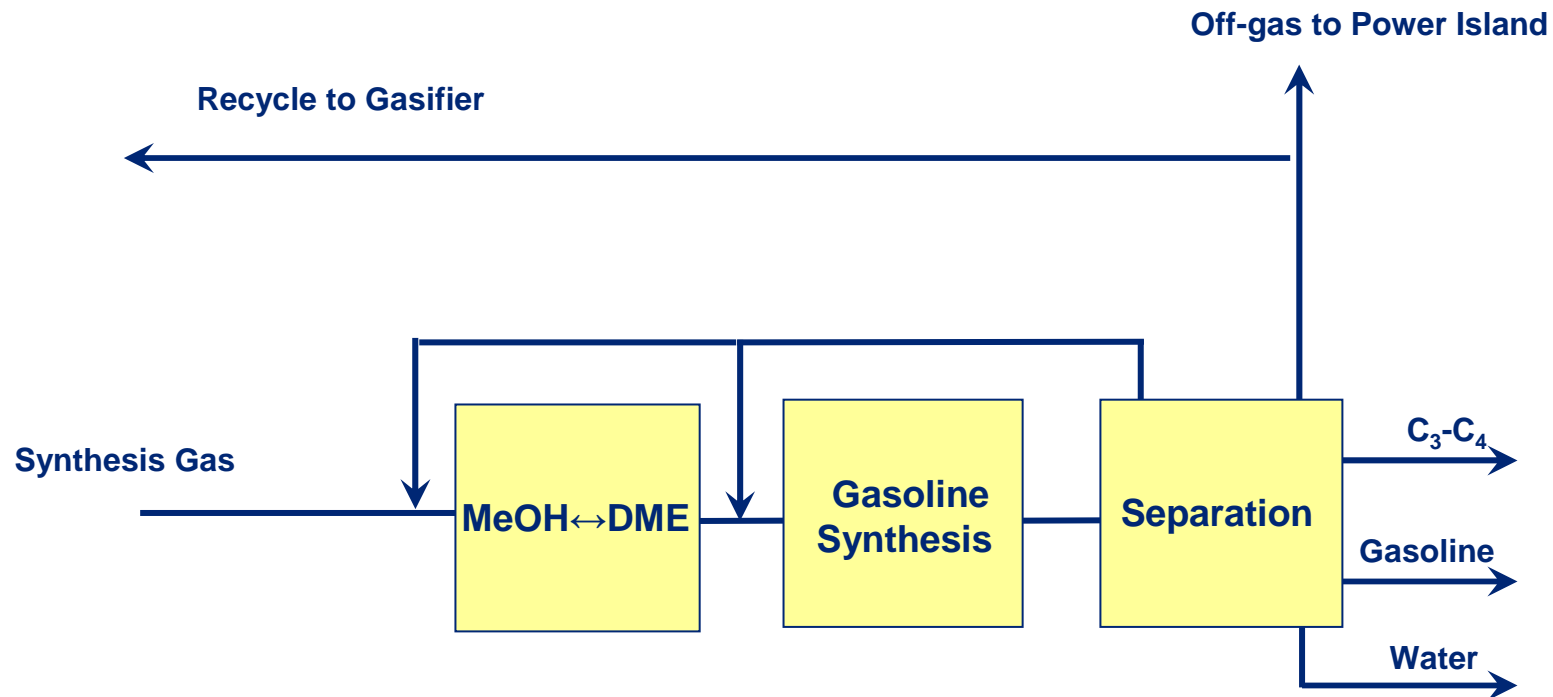 Off-gas to Power Island
Recycle to Gasifier
Synthesis Gas
MeOH↔DME
Gasoline
Synthesis
Separation
C₃-C₄
Gasoline
Water